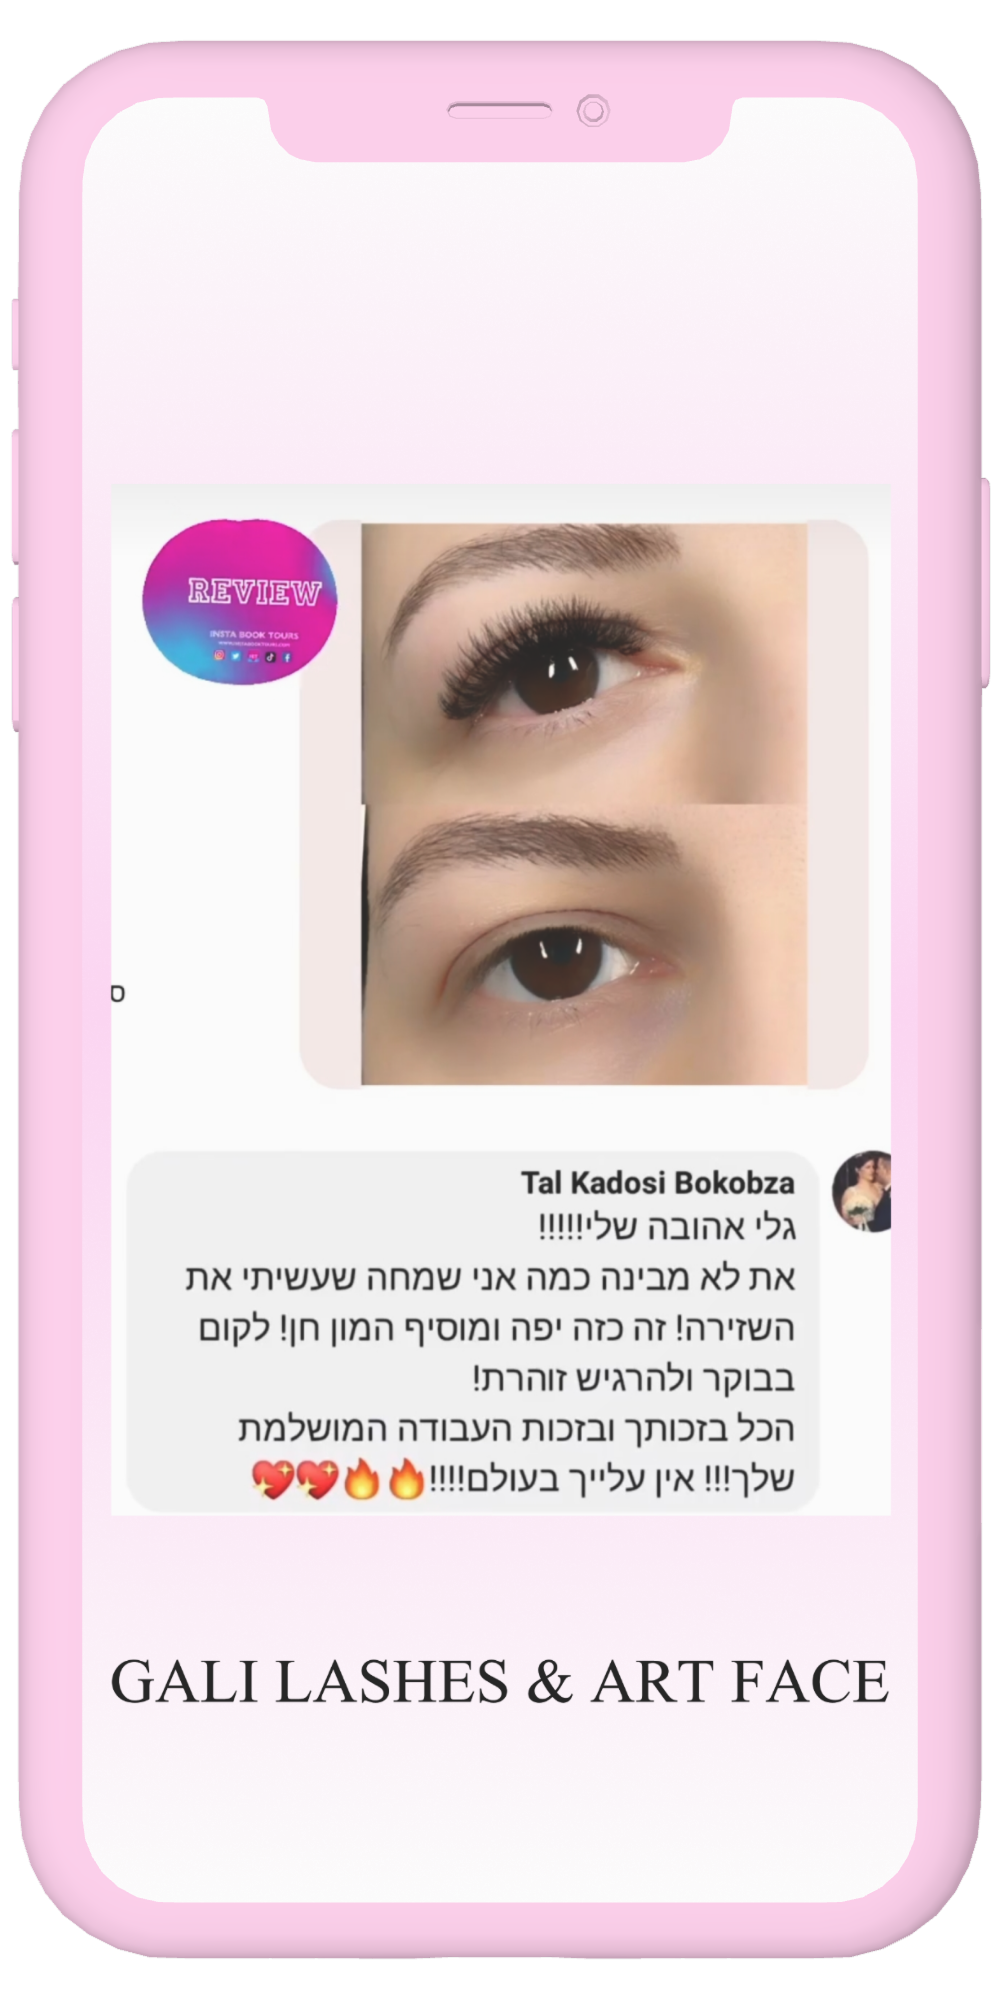 REVIEW
INSTA BOOK TOURS
ס
Tal Kadosi Bokobza
גלי אהובה שלי!!!!!
את לא מבינה כמה אני שמחה שעשיתי את
השזירה! זה כזה יפה ומוסיף המון חן! לקום
בבוקר ולהרגיש זוהרת!
הכל בזכותך ובזכות העבודה המושלמת
שלך!!! אין עלייך בעולם!!!!🔥🔥💖💖
GALI LASHES & ART FACE